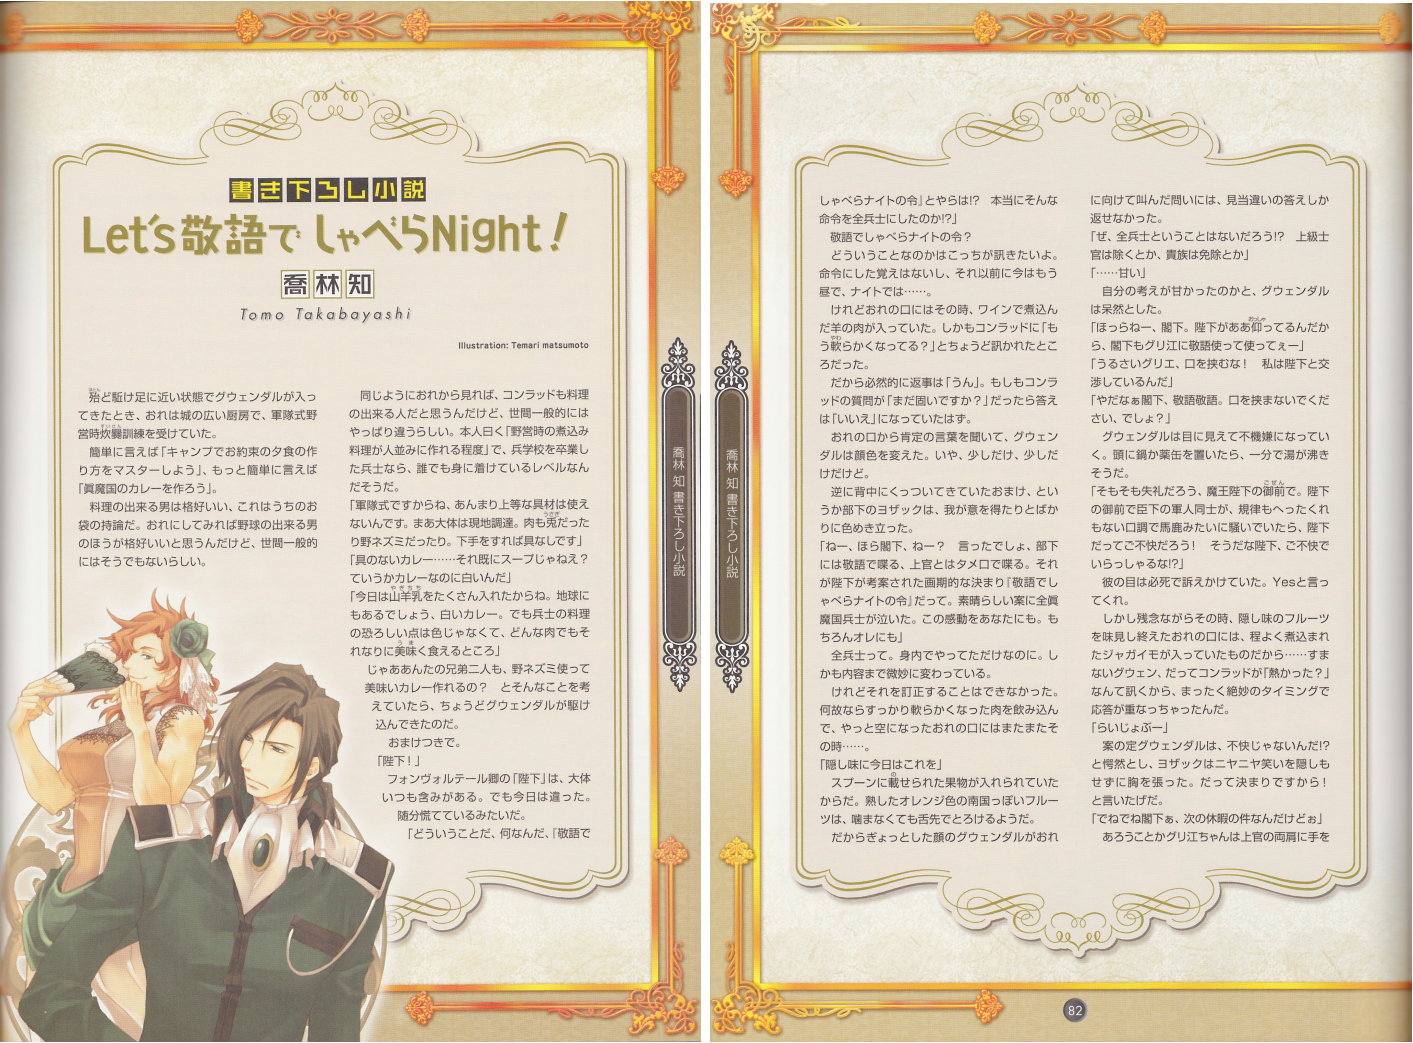 書き下ろし小説
Let's敬語でしゃべらNight!
喬林知
Tomo Takabayashi
Illustration: Temari matsumoto
殆ど駆け足に近い状態でグウェンダルが入っ
てきたとき、おれは城の広い厨房で、軍隊式野
営時炊爨訓練を受けていた。
簡単に言えば「キャンプでお約束の夕食の作
り方をマスターしよう」、もっと簡単に言えば
「眞魔国のカレーを作ろう」。
料理の出来る男は格好いい、これはうちのお
袋の持論だ。おれにしてみれば野球の出来る男
のほうが格好いいと思うんだけど、世間一般的
にはそうでもないらしい。
同じようにおれから見れば、コンラッドも料理
の出来る人だと思うんだけど、世間一般的には
やっぱり違うらしい。本人曰く「野営時の煮込み
料理が人並みに作れる程度」で、兵学校を卒業し
た兵士なら、誰でも身に着けているレベルなん
だそうだ。
「軍隊式ですからね、あんまり上等な具材は使え
ないんです。まあ大体は現地調達。肉も兎だった
り野ネズミだったり。下手をすれば具なしです」
「具のないカレー……それ既にスープじゃねえ?
ていうかカレーなのに白いんだ」
「今日は山羊乳をたくさん入れたからね。地球に
もあるでしょう、白いカレー。でも兵士の料理
の恐ろしい点は色じゃなくて、どんな肉でもそ
れなりに美味く食えるところ」
じゃああんたの兄弟二人も、野ネズミ使って
美味いカレー作れるの? とそんなことを考
えていたら、ちょうどグウェンダルが駆け
込んできたのだ。
おまけつきで。
「陛下!」
フォンヴォルテール卿の「陛下」は、大体
いつも含みがある。でも今日は違った。
随分慌てているみたいだ。
「どういうことだ、何なんだ、『敬語で
喬林 知 書き下ろし小説
喬林 知 書き下ろし小説
しゃべらナイトの令』とやらは!? 本当にそんな
命令を全兵士にしたのか!?」
敬語でしゃべらナイトの令?
どういうことなのかはこっちが訊きたいよ。
命令にした覚えはないし、それ以前に今はもう
昼で、ナイトでは……。
けれどおれの口にはその時、ワインで煮込ん
だ羊の肉が入っていた。しかもコンラッドに「も
う軟らかくなってる?」とちょうど訊かれたとこ
ろだった。
だから必然的に返事は「うん」。もしもコンラ
ッドの質問が「まだ固いですか?」だったら答え
は「いいえ」になっていたはず。
おれの口から肯定の言葉を聞いて、グウェン
ダルは顔色を変えた。いや、少しだけ、少しだ
けだけど。
逆に背中にくっついてきていたおまけ、とい
うか部下のヨザックは、我が意を得たりとばか
りに色めき立った。
「ねー、ほら閣下、ねー? 言ったでしょ、部下
には敬語で喋る、上官とはタメ口で喋る。それ
が陛下が考案された画期的な決まり『敬語でし
ゃべらナイトの令』だって。素晴らしい案に全眞
魔国兵士が泣いた。この感動をあなたにも。も
ちろんオレにも」
全兵士って。身内でやってただけなのに。し
かも内容まで微妙に変わっている。
けれどそれを訂正することはできなかった。
何故ならすっかり軟らかくなった肉を飲み込ん
で、やっと空になったおれの口にはまたまたそ
の時……。
「隠し味に今日はこれを」
スプーンに載せられた果物が入れられていた
からだ。熟したオレンジ色の南国っぽいフルー
ツは、噛まなくても舌先でとろけるようだ。
だからぎょっとした顔のグウェンダルがおれ
に向けて叫んだ問いには、見当違いの答えしか
返せなかった。
「ぜ、全兵士ということはないだろう!? 上級士
官は除くとか、貴族は免除とか」
「……甘い」
自分の考えが甘かったのかと、グウェンダル
は呆然とした。
「ほっらねー、閣下。陛下がああ仰ってるんだか
ら、閣下もグリ江に敬語使って使ってぇー」
「うるさいグリエ、口を挟むな! 私は陛下と交
渉しているんだ」
「やだなぁ閣下、敬語敬語。口を挟まないでくだ
さい、でしょ?」
グウェンダルは目に見えて不機嫌になってい
く。頭に鍋か薬缶を置いたら、一分で湯が沸き
そうだ。
「そもそも失礼だろう、魔王陛下の御前で。陛下
の御前で臣下の軍人同士が、規律もへったくれ
もない口調で馬鹿みたいに騒いでいたら、陛下
だってご不快だろう! そうだな陛下、ご不快で
いらっしゃるな!?」
彼の目は必死で訴えかけていた。Yesと言っ
てくれ。
しかし残念ながらその時、隠し味のフルーツ
を味見し終えたおれの口には、程よく煮込まれ
たジャガイモが入っていたものだから……すま
ないグウェン、だってコンラッドが「熱かった?」
なんて訊くから、まったく絶妙のタイミングで
応答が重なっちゃったんだ。
「らいじょぶー」
案の定グウェンダルは、不快じゃないんだ!?
と愕然とし、ヨザックはニヤニヤ笑いを隠しも
せずに胸を張った。だって決まりですから!
と言いたげだ。
「でねでね閣下ぁ、次の休暇の件なんだけどぉ」
あろうことかグリ江ちゃんは上官の両肩に手を
82